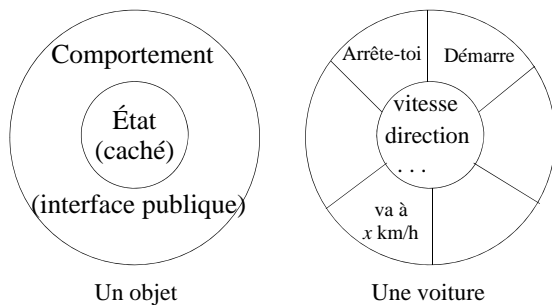 Comportement
État
(caché)
(interface publique)
Un objet
Arrête-toi
Démarre
vitesse
direction
. . .
va à
x km/h
Une voiture